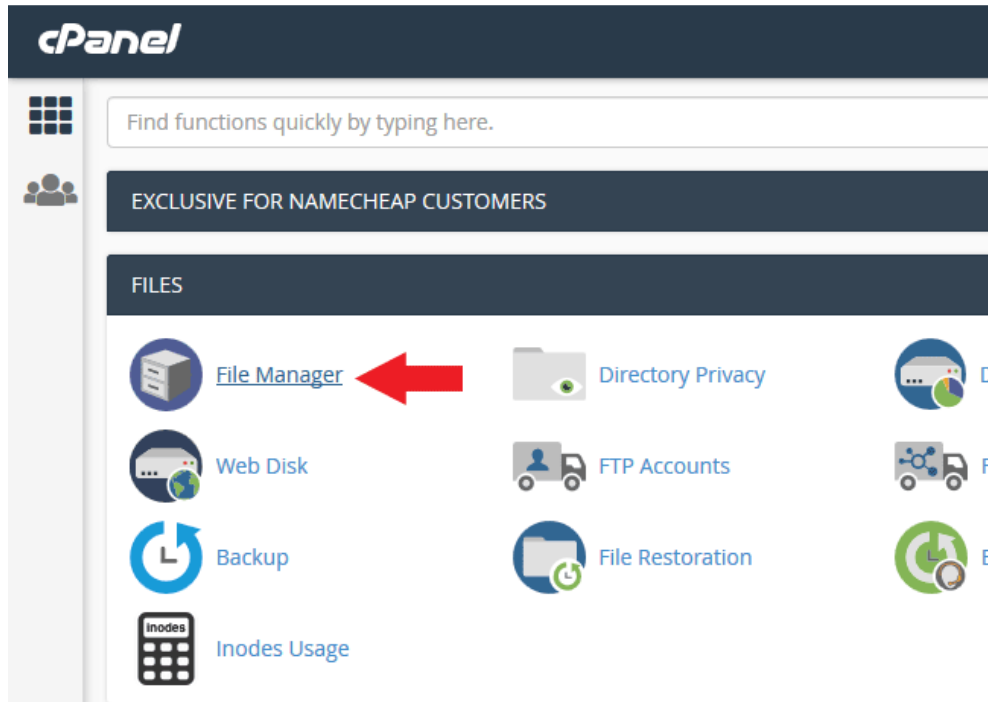 cPanel
Find functions quickly by typing here.
EXCLUSIVE FOR NAMECHEAP CUSTOMERS
FILES
File Manager
Directory Privacy
Web Disk
FTP Accounts
Backup
File Restoration
inodes
Inodes Usage